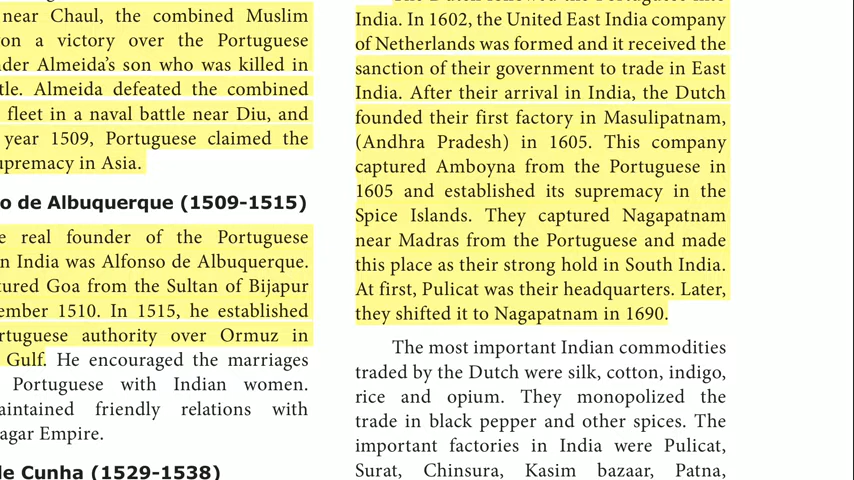 near Chaul, the combined Muslim
on a victory over the Portuguese
Almeida's son who was killed in
Almeida defeated the combined
fleet in a naval battle near Diu, and
year 1509, Portuguese claimed the
in Asia.
de Albuquerque (1509-1515)
real founder of the Portuguese
India was Alfonso de Albuquerque.
Goa from the Sultan of Bijapur
1510. In 1515, he established
authority over Ormuz in
Gulf. He encouraged the marriages
Portuguese with Indian women.
friendly relations with
Empire.
Cunha (1529-1538)
India. In 1602, the United East India company
of Netherlands was formed and it received the
sanction of their government to trade in East
India. After their arrival in India, the Dutch
founded their first factory in Masulipatnam,
(Andhra Pradesh) in 1605. This company
captured Amboyna from the Portuguese in
1605 and established its supremacy in the
Spice Islands. They captured Nagapatnam
near Madras from the Portuguese and made
this place as their strong hold in South India.
At first, Pulicat was their headquarters. Later,
they shifted it to Nagapatnam in 1690.
The most important Indian commodities
traded by the Dutch were silk, cotton, indigo,
rice and opium. They monopolized the
trade in black pepper and other spices. The
important factories in India were Pulicat,
Surat, Chinsura, Kasim bazaar, Patna,